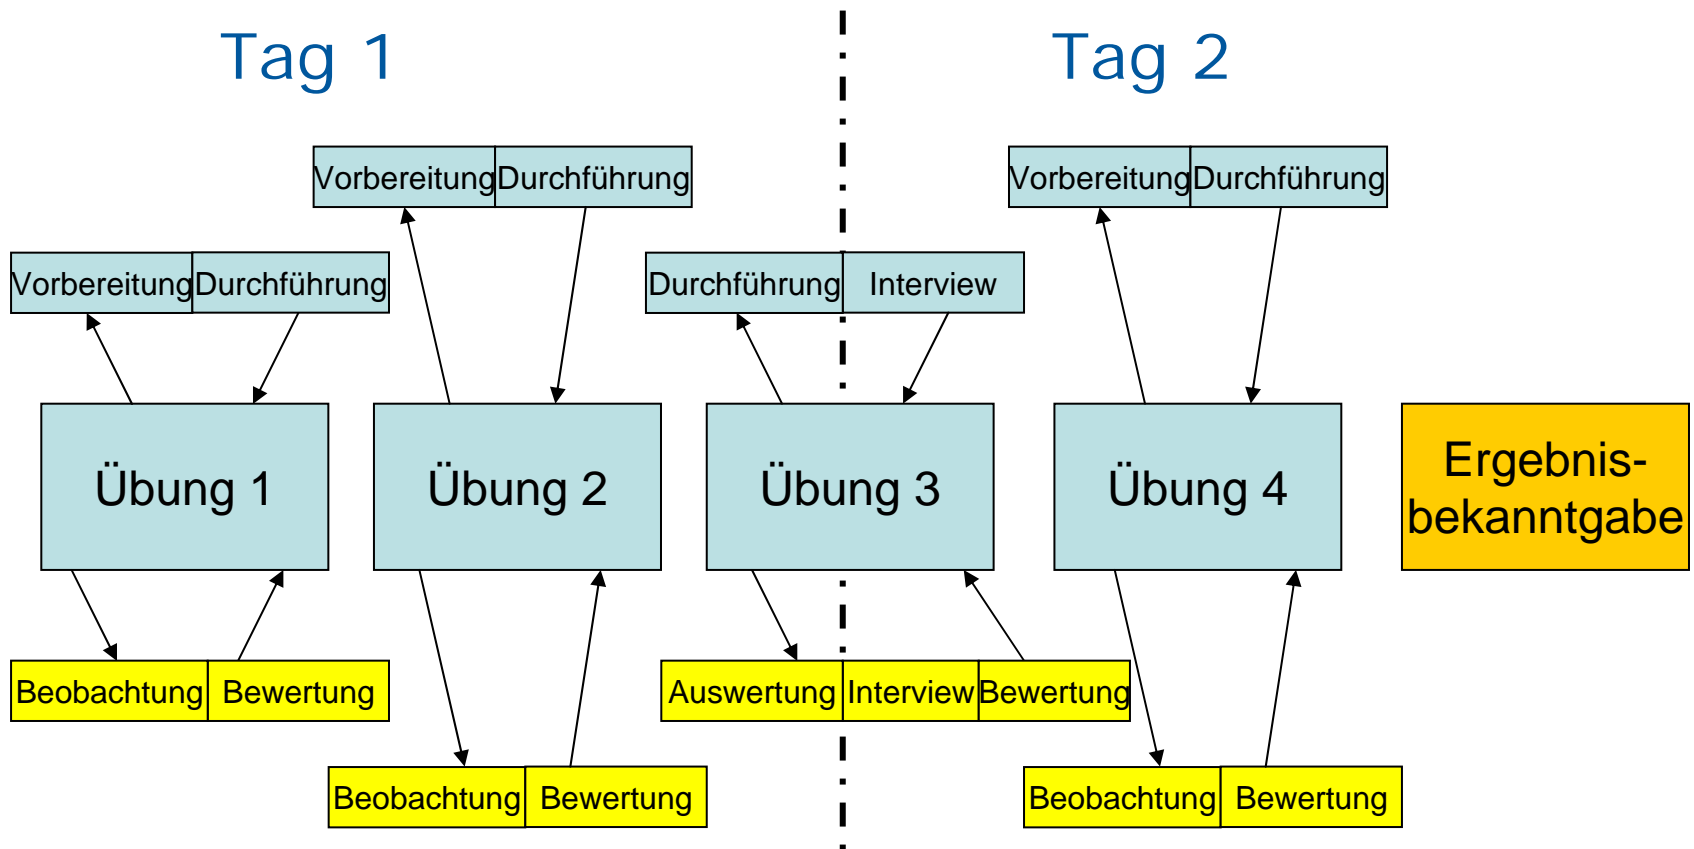 Tag 1
Tag 2
Vorbereitung
Durchführung
Vorbereitung
Durchführung
Vorbereitung
Durchführung
Durchführung
Interview
Übung 1
Übung 2
Übung 3
Übung 4
Ergebnis-
bekanntgabe
Beobachtung
Bewertung
Auswertung
Interview
Bewertung
Beobachtung
Bewertung
Beobachtung
Bewertung